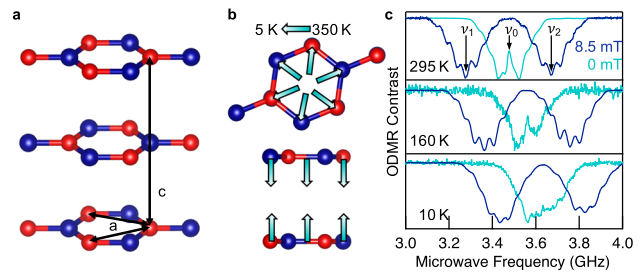 a
c
a
b
5 K 350 K
c
ν1 ν0 ν2
8.5 mT
0 mT
295 K
160 K
10 K
ODMR Contrast
3.0 3.2 3.4 3.6 3.8 4.0
Microwave Frequency (GHz)